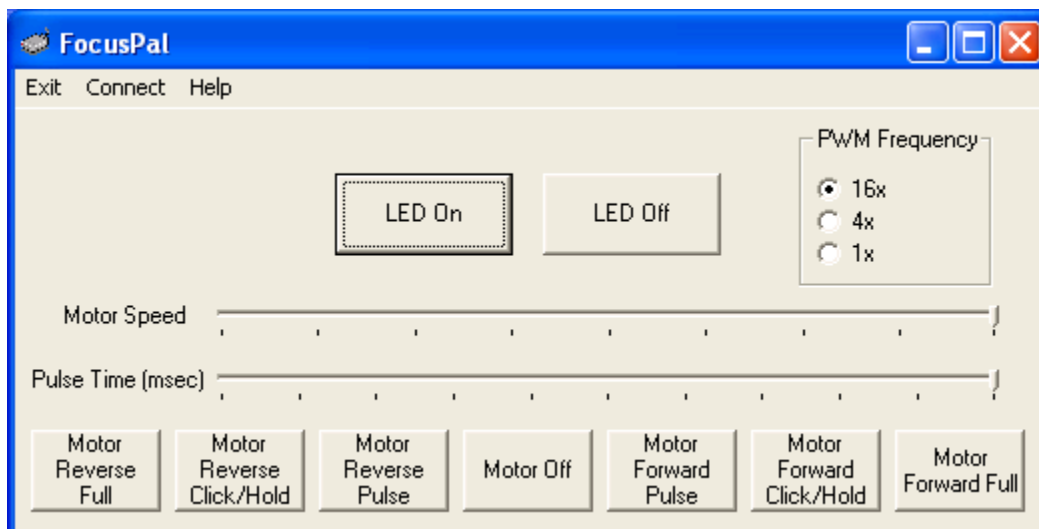 FocusPal
Exit Connect Help
PWM Frequency
16x
4x
1x
LED On
LED Off
Motor Speed
Pulse Time (msec)
Motor
Reverse
Full
Motor
Reverse
Click/Hold
Motor
Reverse
Pulse
Motor Off
Motor
Forward
Pulse
Motor
Forward
Click/Hold
Motor
Forward Full